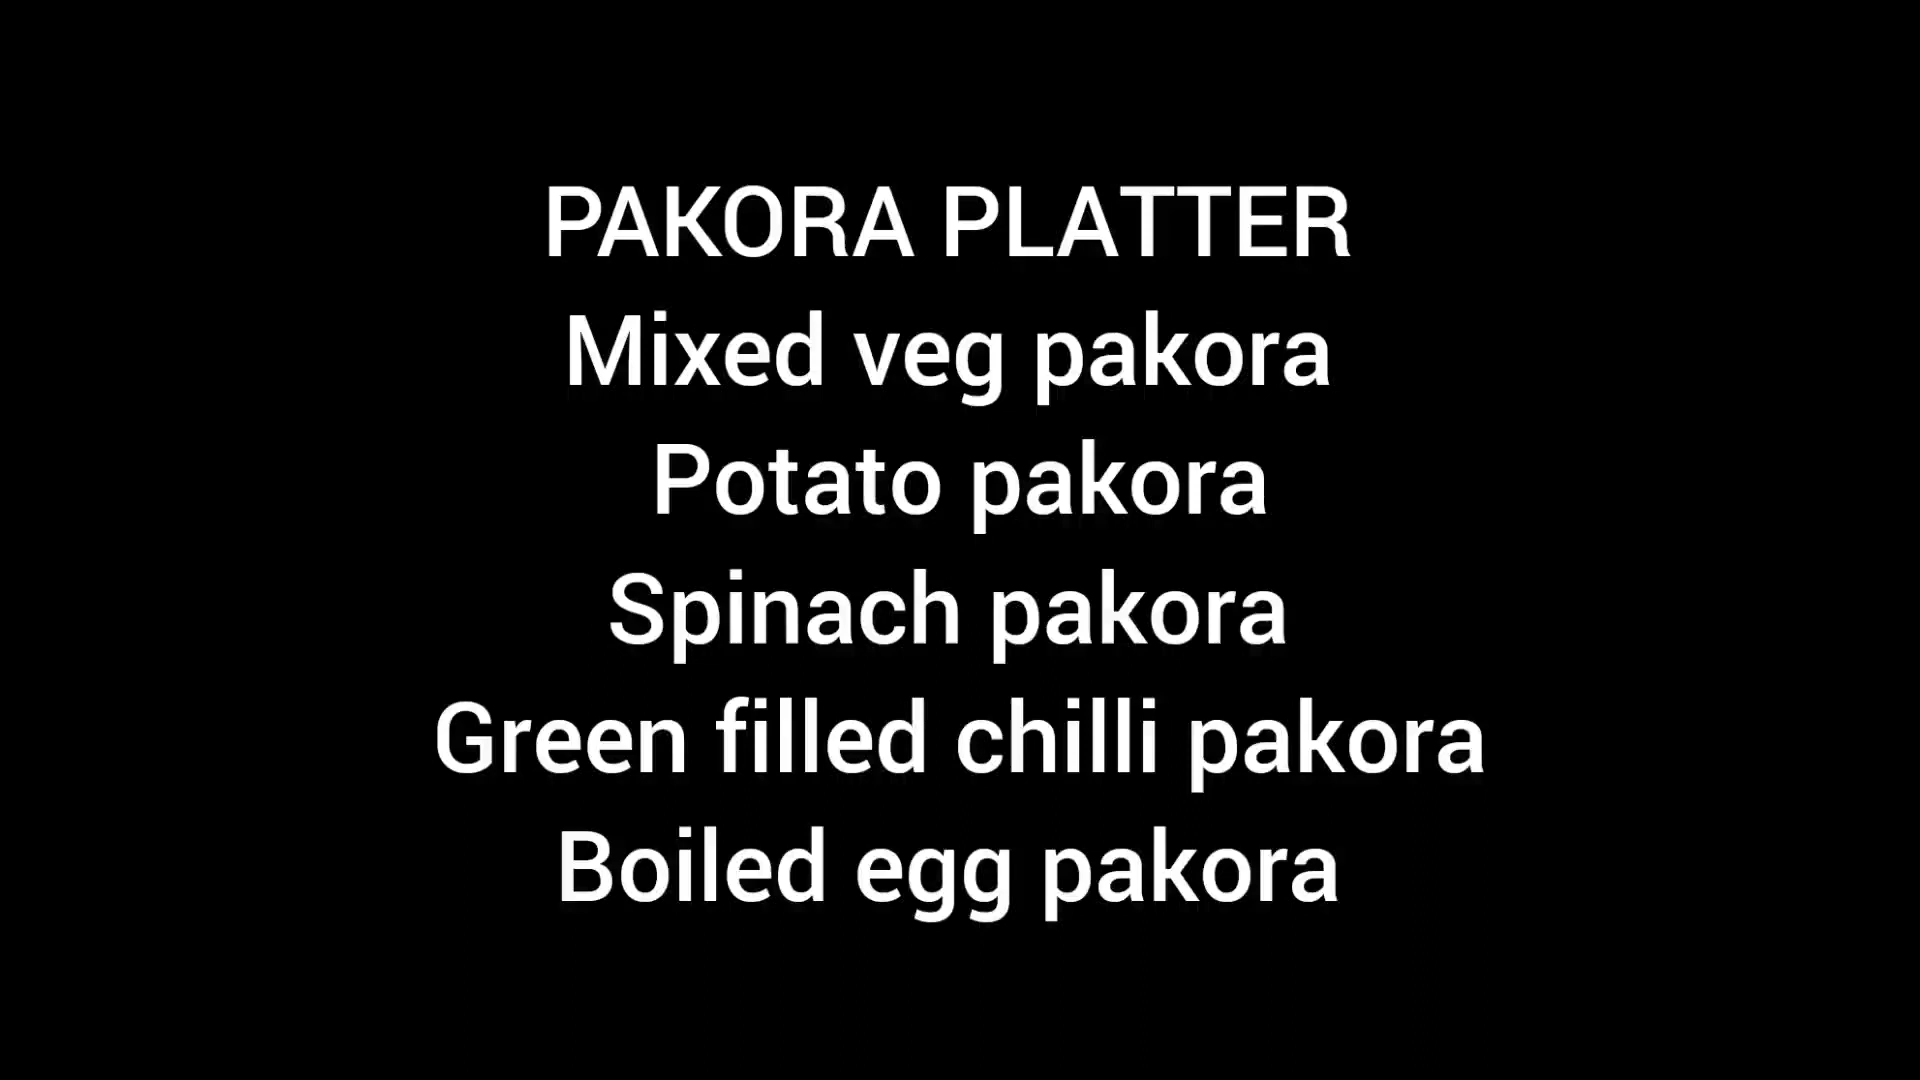 PAKORA PLATTER
Mixed veg pakora
Potato pakora
Spinach pakora
Green filled chilli pakora
Boiled egg pakora